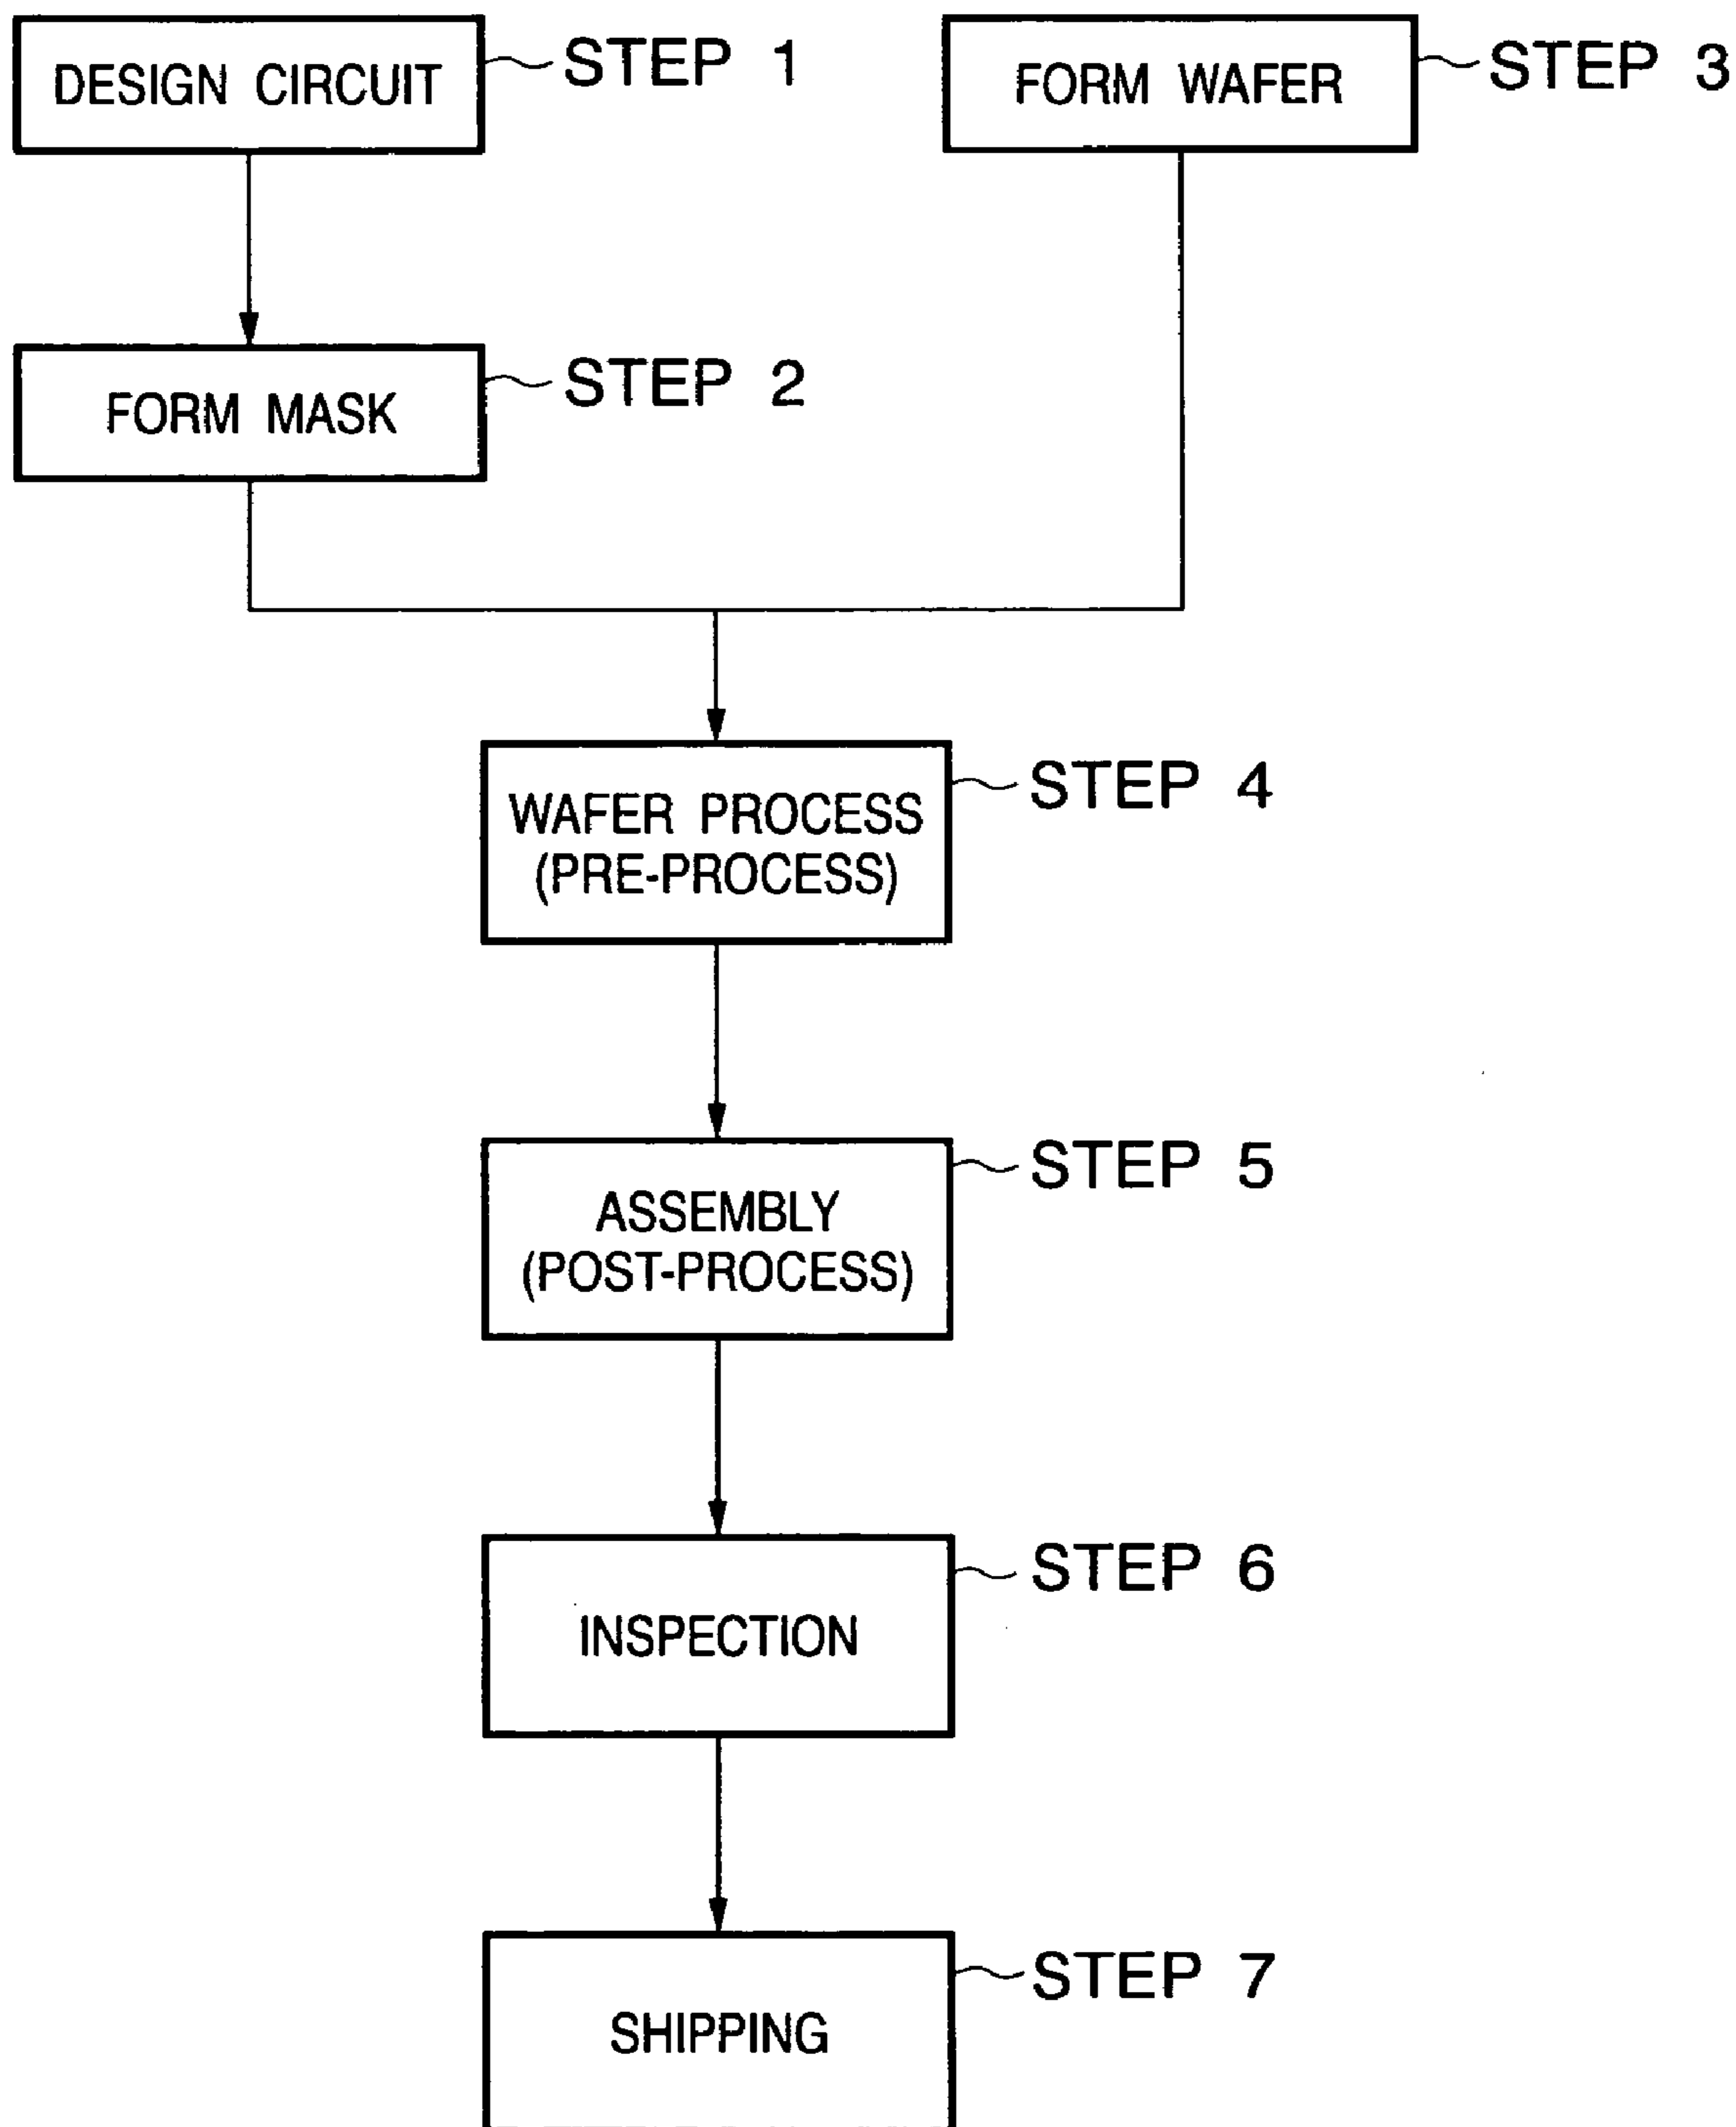 DESIGN CIRCUIT
STEP 1
FORM WAFER
STEP 3
FORM MASK
STEP 2
WAFER PROCESS
(PRE-PROCESS)
STEP 4
ASSEMBLY
(POST-PROCESS)
STEP 5
INSPECTION
STEP 6
SHIPPING
STEP 7